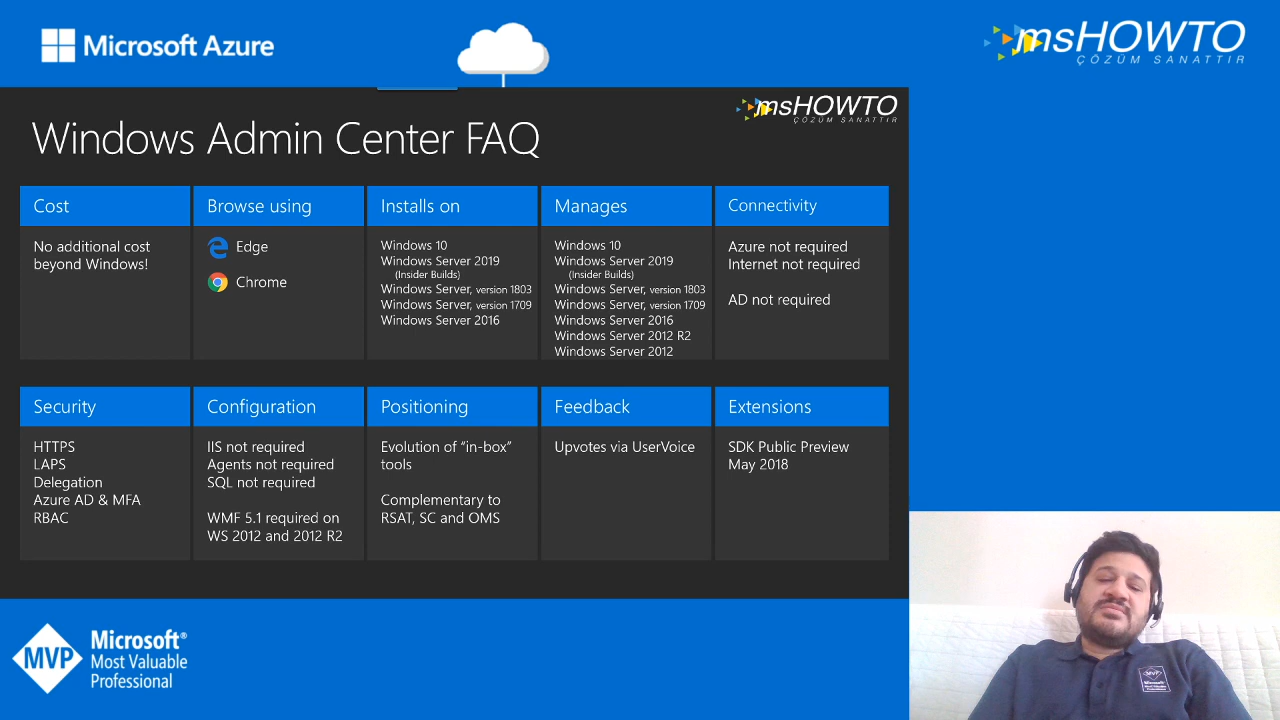 Microsoft Azure
msHOWTO
ÇÖZÜM SANATTIR
msHOWTO
ÇÖZÜM SANATTIR
Windows Admin Center FAQ
Cost
No additional cost
beyond Windows!
Browse using
Edge
Chrome
Installs on
Windows 10
Windows Server 2019
(Insider Builds)
Windows Server, version 1803
Windows Server, version 1709
Windows Server 2016
Manages
Windows 10
Windows Server 2019
(Insider Builds)
Windows Server, version 1803
Windows Server, version 1709
Windows Server 2016
Windows Server 2012 R2
Windows Server 2012
Connectivity
Azure not required
Internet not required
AD not required
Security
HTTPS
LAPS
Delegation
Azure AD & MFA
RBAC
Configuration
IIS not required
Agents not required
SQL not required
WMF 5.1 required on
WS 2012 and 2012 R2
Positioning
Evolution of “in-box”
tools
Complementary to
RSAT, SC and OMS
Feedback
Upvotes via UserVoice
Extensions
SDK Public Preview
May 2018
MVP
Microsoft®
Most Valuable
Professional
MVP
Microsoft